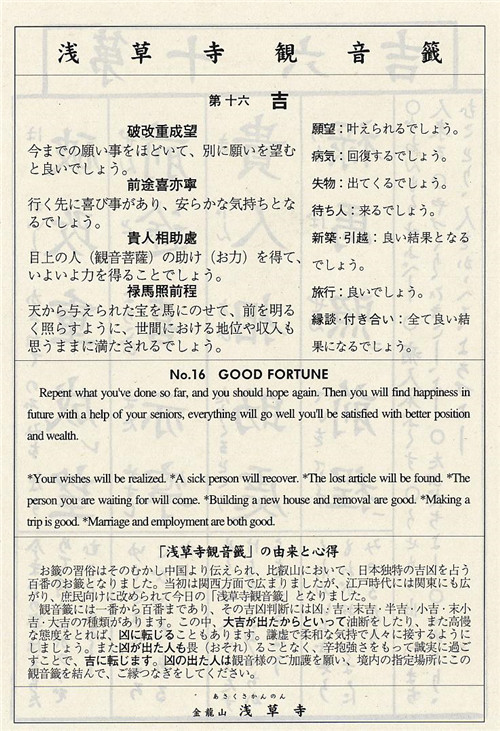 浅草寺観音籤
第十六 吉
破改重成望
今までの願い事をほどいて、別に願いを望む
と良いでしょう。
前途喜亦寧
行く先に喜び事があり、安らかな気持ちとな
るでしょう。
貴人相助處
目上の人（観音菩薩）の助け（お力）を得て、
いよいよ力を得ることでしょう。
禄馬照前程
天から与えられた宝を馬にのせて、前を明る
く照らすように、世間における地位や収入も
思うままに満たされるでしょう。
願望：叶えられるでしょう。
病気：回復するでしょう。
失物：出てくるでしょう。
待ち人：来るでしょう。
新築・引越：良い結果となる
でしょう。
旅行：良いでしょう。
縁談・付き合い：全て良い結
果になるでしょう。
No.16 GOOD FORTUNE
Repent what you've done so far, and you should hope again. Then you will find happiness in
future with a help of your seniors, everything will go well you'll be satisfied with better position
and wealth.
*Your wishes will be realized. *A sick person will recover. *The lost article will be found. *The
person you are waiting for will come. *Building a new house and removal are good. *Making a
trip is good. *Marriage and employment are both good.
「浅草寺観音籤」の由来と心得
お籤の習俗はそのむかし中国より伝えられ、比叡山において、日本独特の吉凶を占う
百番のお籤となりました。当初は関西方面で広まりましたが、江戸時代には関東にも広
がり、庶民向けに改められて今日の「浅草寺観音籤」となりました。
観音籤には一番から百番まであり、その吉凶判断には凶・吉・末吉・半吉・小吉・末小
吉・大吉の7種類があります。この中、大吉が出たからといって油断をしたり、また高慢
な態度をとれば、凶に転じることもあります。謙虚で柔和な気持で人々に接するように
しましょう。また凶が出た人も畏（おそれ）ることなく、辛抱強さをもって誠実に過ご
すことで、吉に転じます。凶の出た人は観音様のご加護を願い、境内の指定場所にこの
観音籤を結んで、ご縁つなぎをしてください。
あさくさかんのん
金龍山 浅草寺